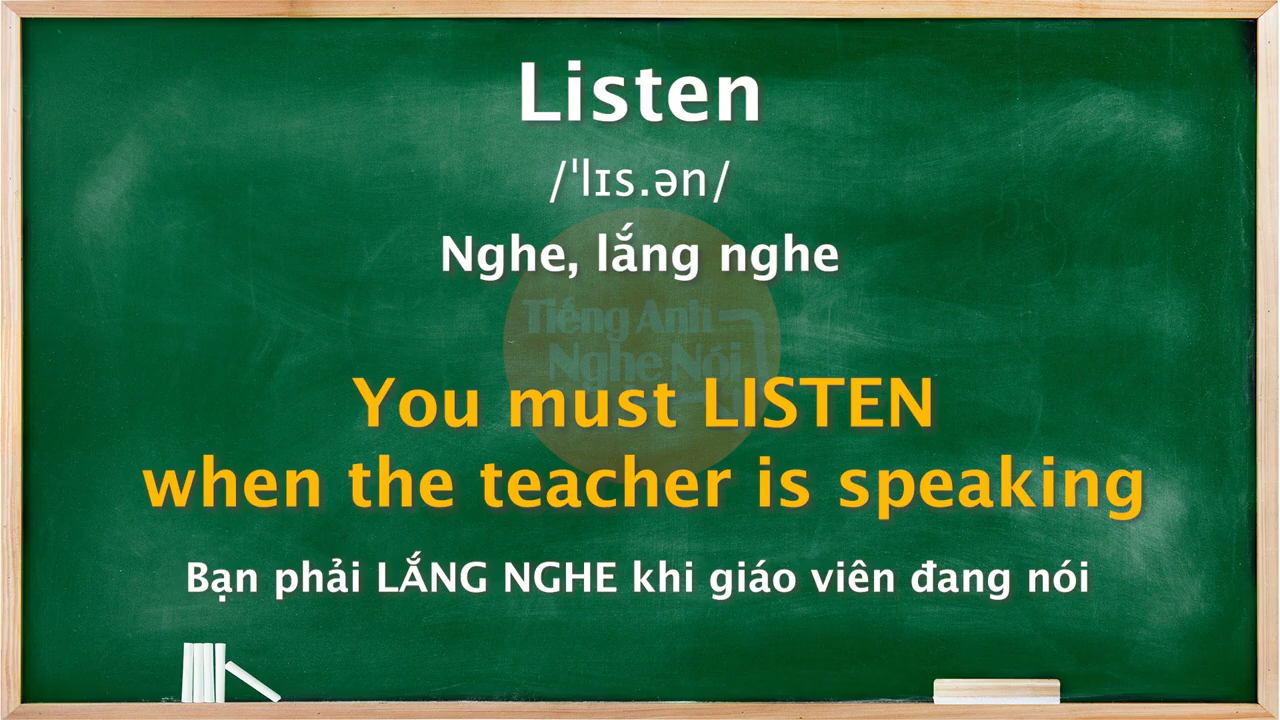 Listen
/ˈlɪs.ən/
Nghe, lắng nghe
Tiếng Anh
Nghe Nói
You must LISTEN
when the teacher is speaking
Bạn phải LẮNG NGHE khi giáo viên đang nói